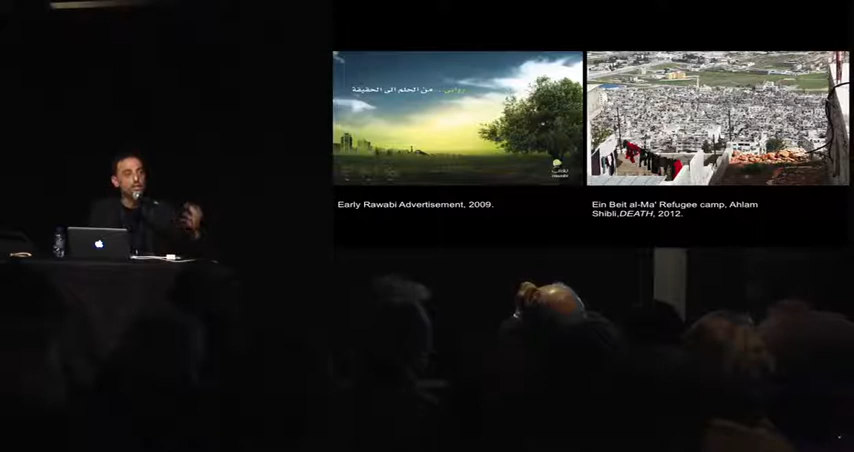 روابي .. من الحلم الى الحقيقة
Early Rawabi Advertisement, 2009.
Ein Beit al-Ma' Refugee camp, Ahlam
Shibli,DEATH, 2012.